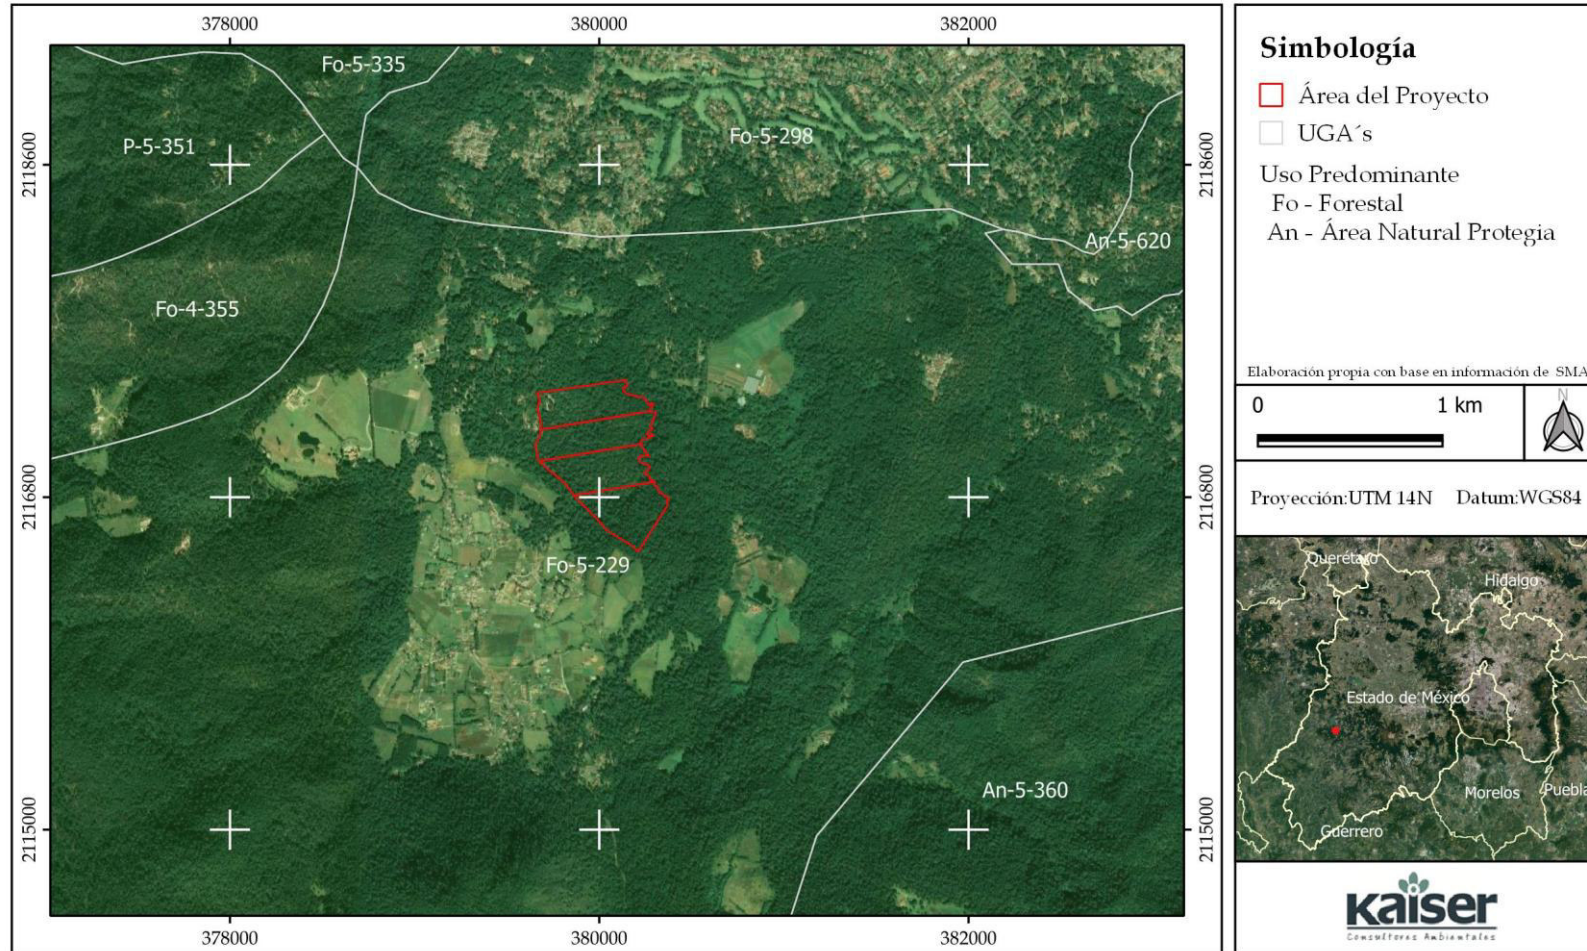 378000
380000
382000
Fo-5-335
P-5-351
Fo-5-298
2118600
2118600
An-5-620
Fo-4-355
2116800
2116800
Fo-5-229
An-5-360
2115000
2115000
378000
380000
382000
Simbología
Área del Proyecto
UGA´s
Uso Predominante
Fo - Forestal
An - Área Natural Protegia
Elaboración propia con base en información de SMA
0
1 km
N
Proyección:UTM 14N Datum:WGS84
Querétaro
Hidalgo
Estado de México
Morelos
Puebla
Guerrero
Kaiser
Consultores Ambientales